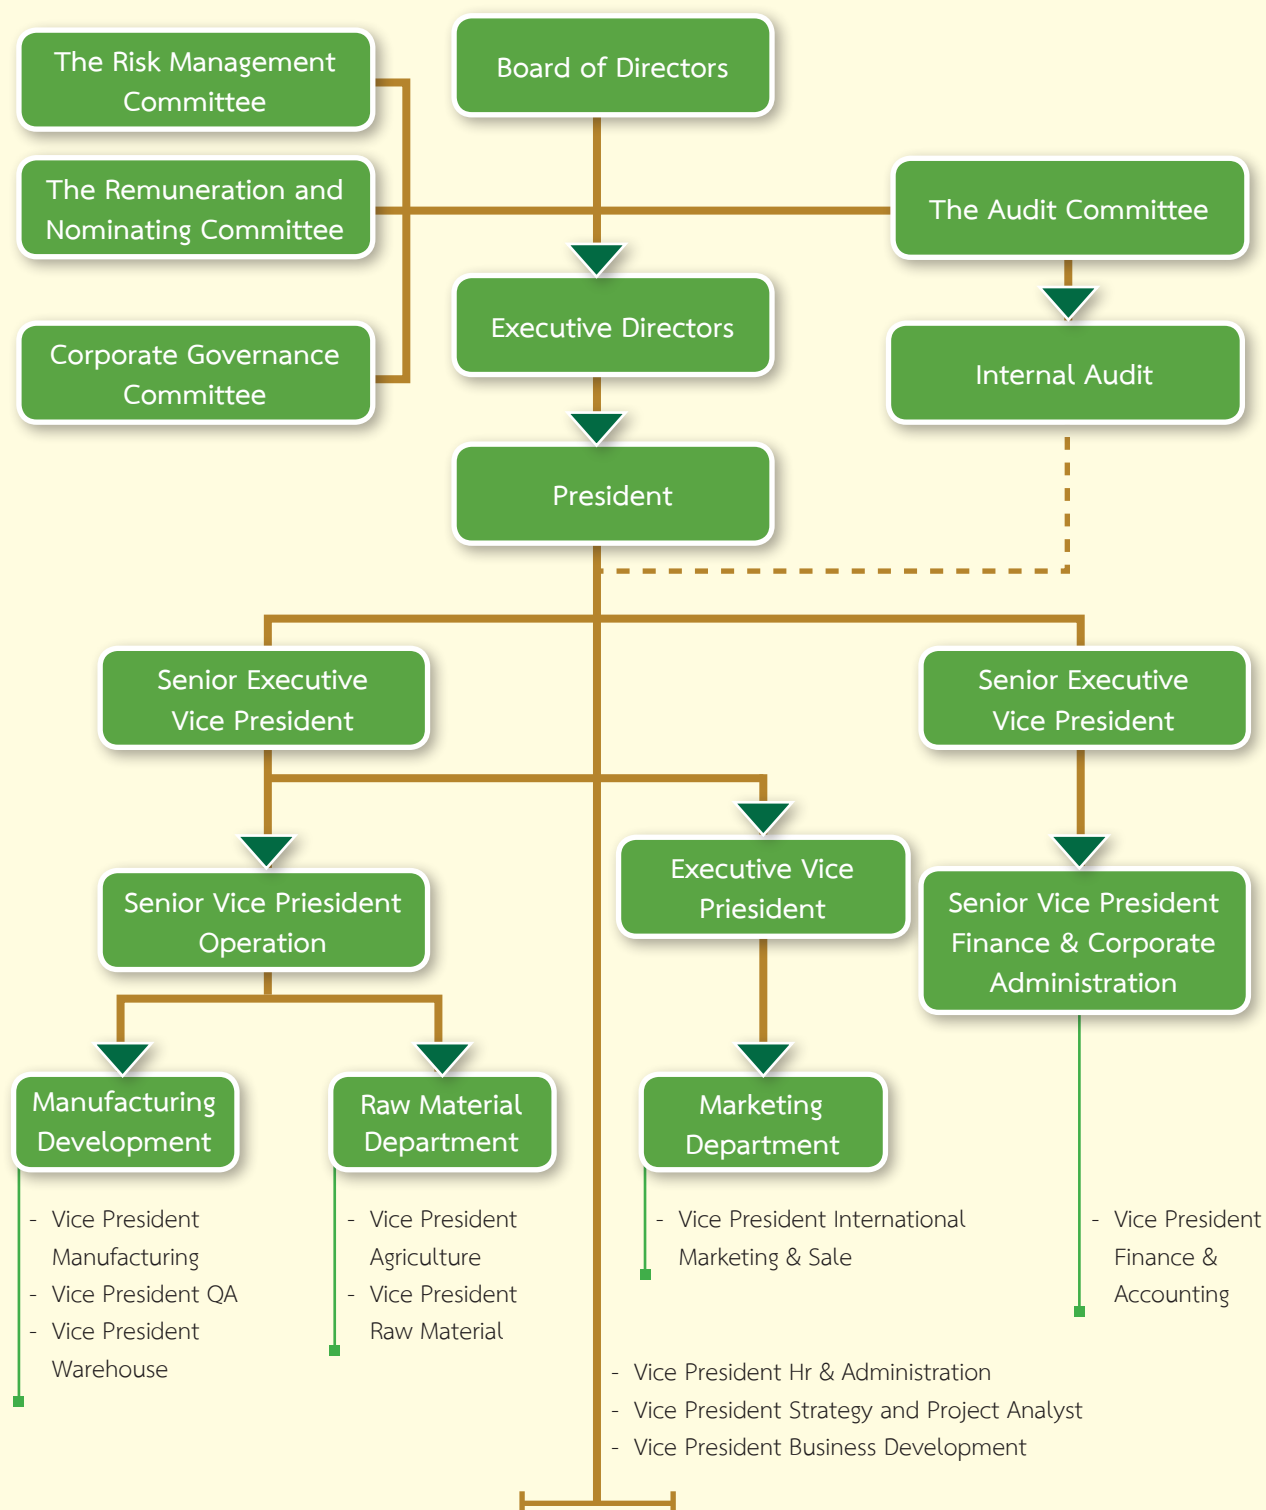 The Risk Management
Committee
Board of Directors
The Remuneration and
Nominating Committee
The Audit Committee
Executive Directors
Corporate Governance
Committee
Internal Audit
President
Senior Executive
Vice President
Senior Executive
Vice President
Senior Vice Priesident
Operation
Executive Vice
Priesident
Senior Vice President
Finance & Corporate
Administration
Manufacturing
Development
Raw Material
Department
Marketing
Department
- Vice President
Manufacturing
- Vice President QA
- Vice President
Warehouse
- Vice President
Agriculture
- Vice President
Raw Material
- Vice President International
Marketing & Sale
- Vice President
Finance &
Accounting
- Vice President Hr & Administration
- Vice President Strategy and Project Analyst
- Vice President Business Development